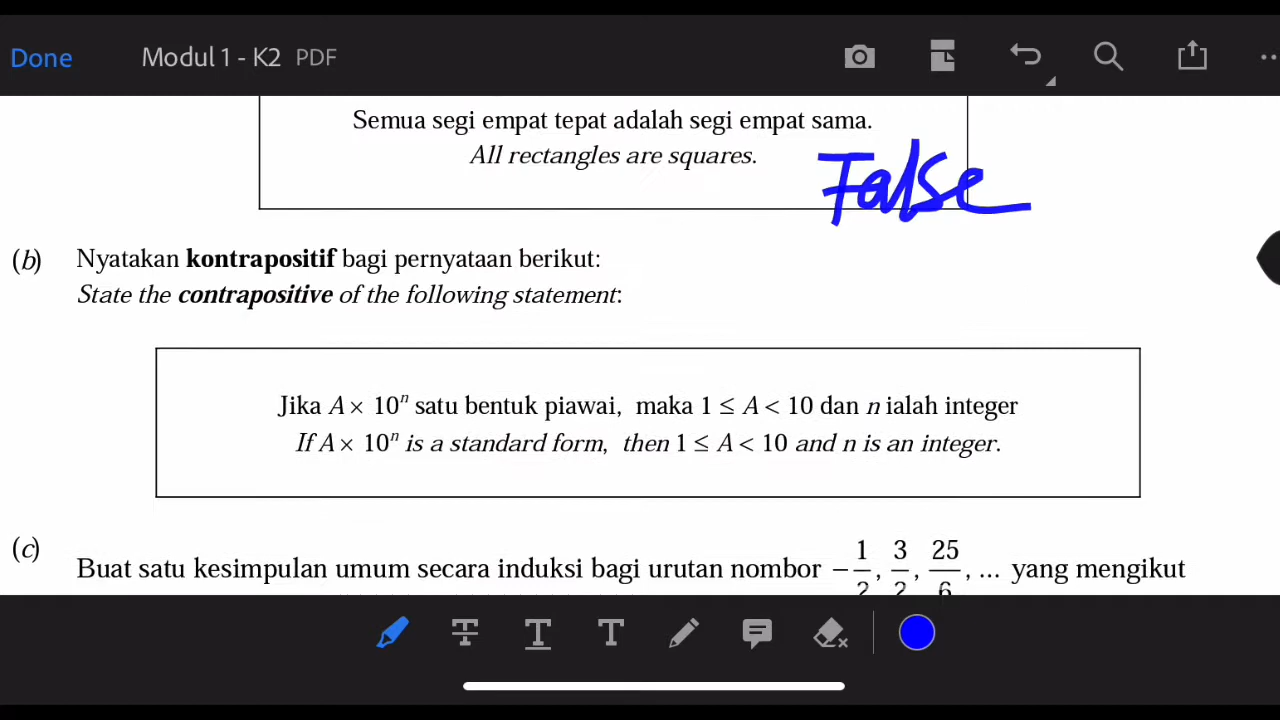 Done Modul 1 - K2 PDF
Semua segi empat tepat adalah segi empat sama.
All rectangles are squares.
False
(b) Nyatakan kontrapositif bagi pernyataan berikut:
State the contrapositive of the following statement:
Jika A × 10ⁿ satu bentuk piawai, maka 1 ≤ A < 10 dan n ialah integer
If A × 10ⁿ is a standard form, then 1 ≤ A < 10 and n is an integer.
(c) Buat satu kesimpulan umum secara induksi bagi urutan nombor −1/2, 3/2, 25/6, ... yang mengikut